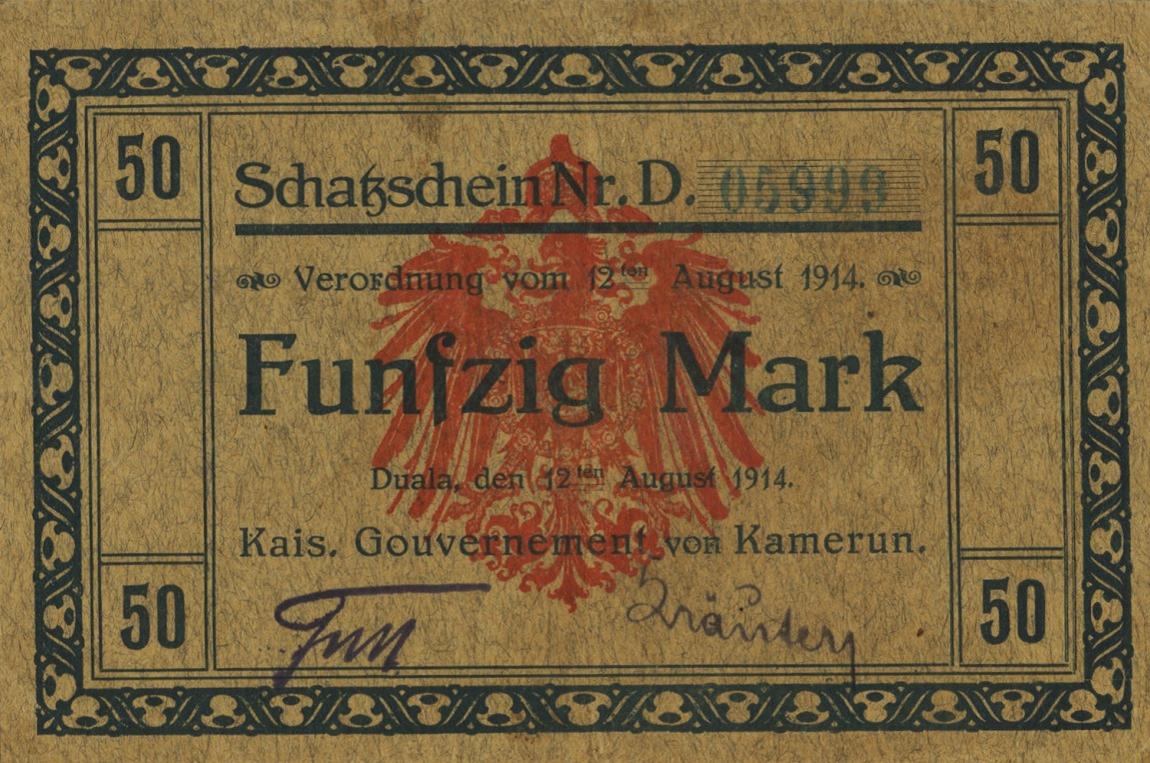 50
50
Schatzschein Nr. D. 05999
Verordnung vom 12ten August 1914.
Funfzig Mark
Duala, den 12ten August 1914.
Kais. Gouvernement von Kamerun.
50
50